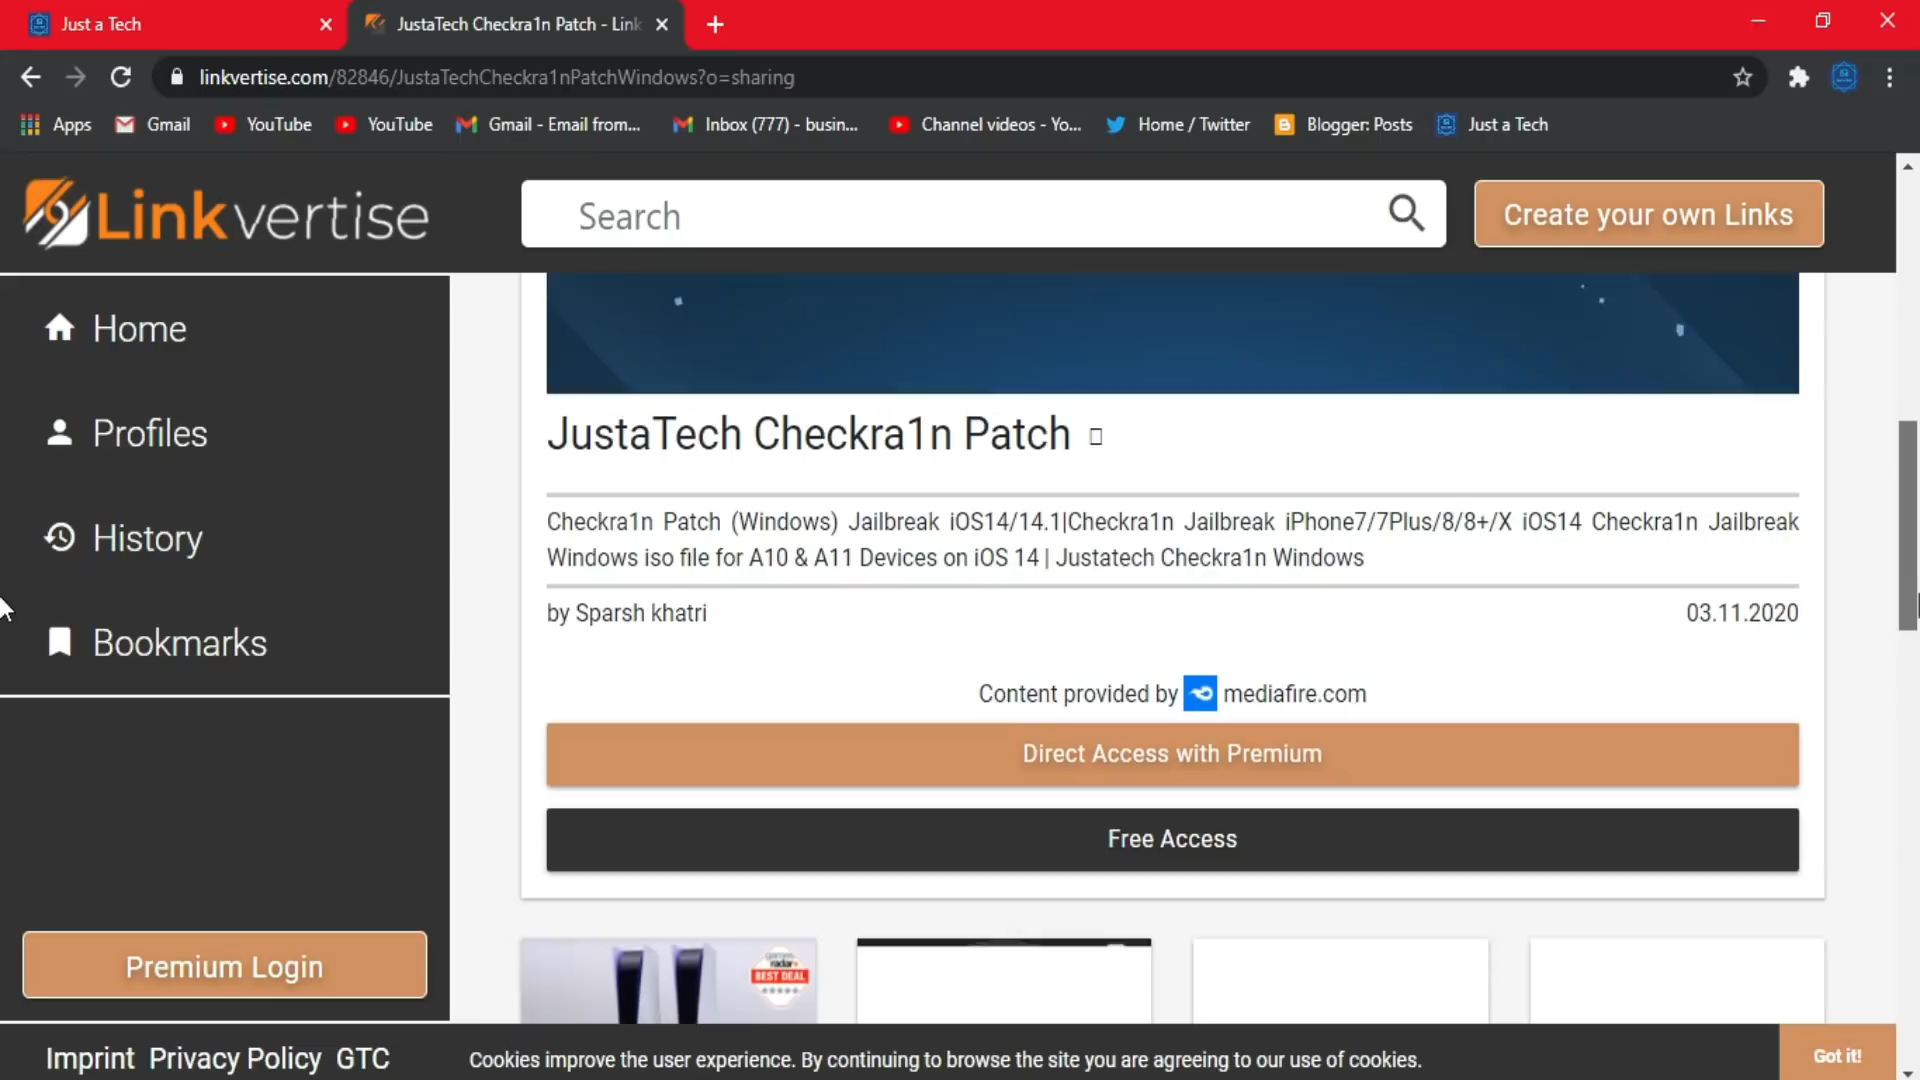 Just a Tech
JustaTech Checkra1n Patch - Link
linkvertise.com/82846/JustaTechCheckra1nPatchWindows?o=sharing
Apps
Gmail
YouTube
YouTube
Gmail - Email from...
Inbox (777) - busin...
Channel videos - Yo...
Home / Twitter
Blogger: Posts
Just a Tech
Linkvertise
Search
Create your own Links
Home
Profiles
History
Bookmarks
Premium Login
JustaTech Checkra1n Patch
Checkra1n Patch (Windows) Jailbreak iOS14/14.1|Checkra1n Jailbreak iPhone7/7Plus/8/8+/X iOS14 Checkra1n Jailbreak
Windows iso file for A10 & A11 Devices on iOS 14 | Justatech Checkra1n Windows
by Sparsh khatri
03.11.2020
Content provided by mediafire.com
Direct Access with Premium
Free Access
radar
BEST DEAL
Imprint Privacy Policy GTC
Cookies improve the user experience. By continuing to browse the site you are agreeing to our use of cookies.
Got it!